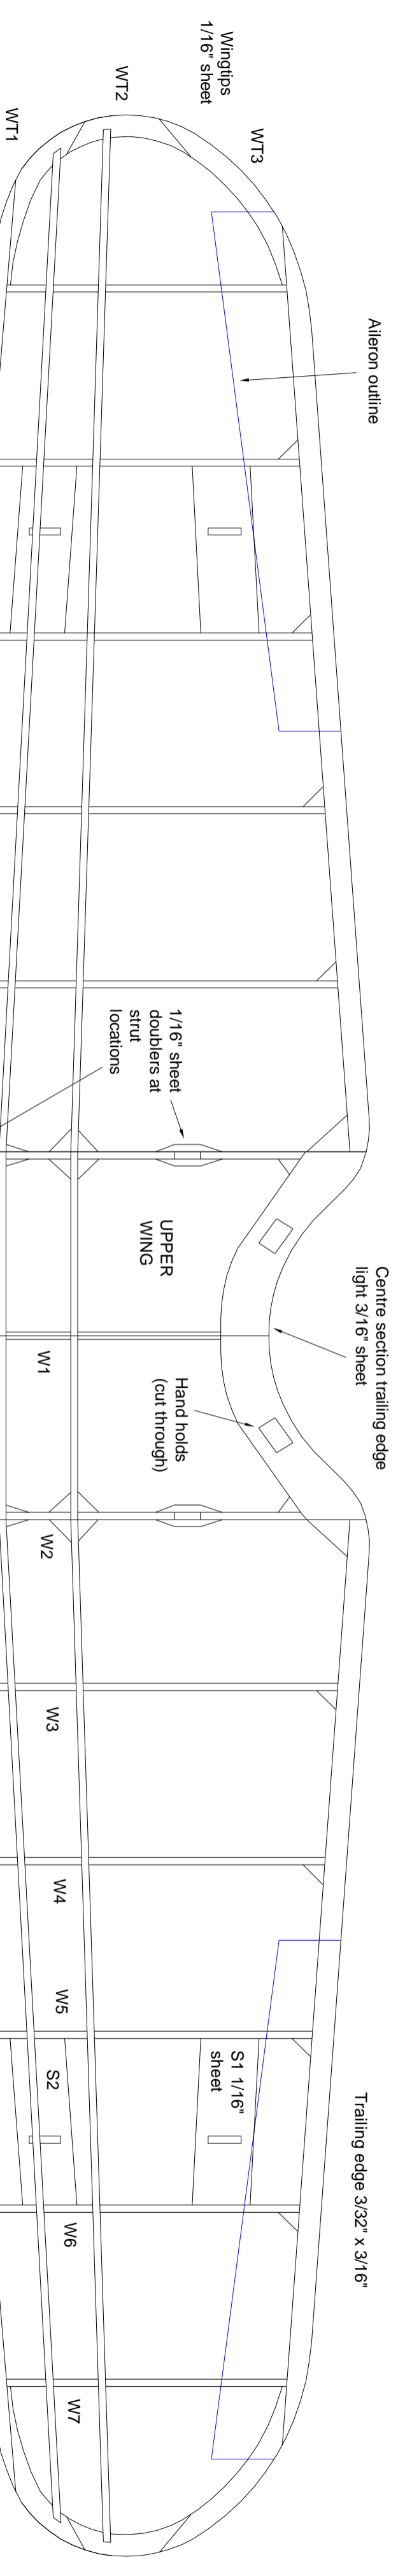 Wingtips
1/16" sheet
WT3
WT2
WT1
Aileron outline
1/16" sheet
doublers at
strut
locations
UPPER
WING
Centre section trailing edge
light 3/16" sheet
Hand holds
(cut through)
W1
W2
W3
W4
W5
S1 1/16"
sheet
S2
Trailing edge 3/32" x 3/16"
W6
W7